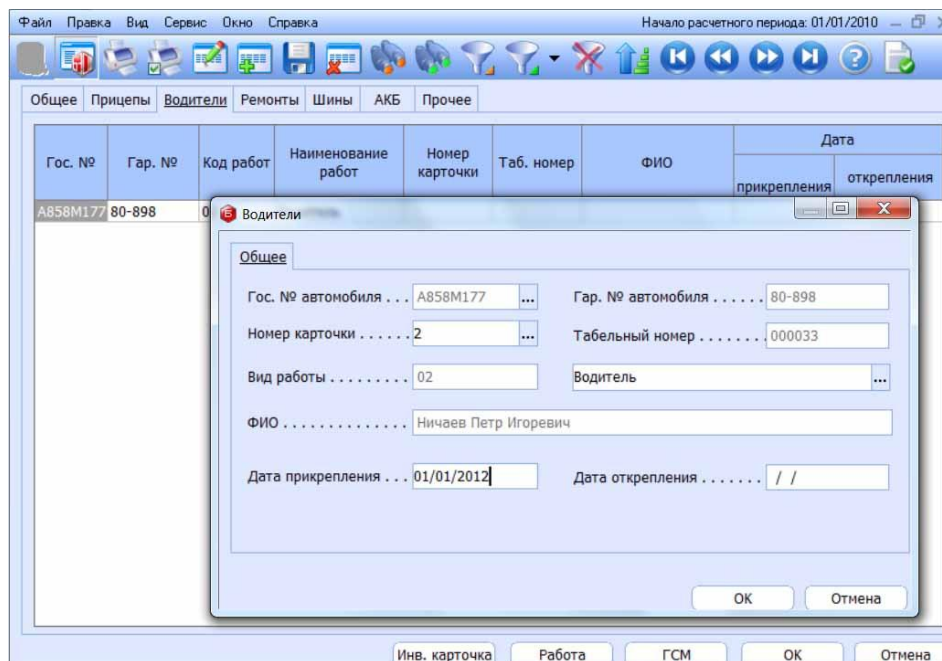 Файл Правка Вид Сервис Окно Справка Начало расчетного периода: 01/01/2010
Общее Прицепы Водители Ремонты Шины АКБ Прочее
Гос. № Гар. № Код работ Наименование работ Номер карточки Таб. номер ФИО Дата
прикрепления открепления
А858М177 80-898 0
Водители
Общее
Гос. № автомобиля . . . А858М177 ... Гар. № автомобиля . . . . . . 80-898
Номер карточки . . . . . . 2 ... Табельный номер . . . . . . . . 000033
Вид работы . . . . . . . . . 02 Водитель ...
ФИО . . . . . . . . . . . . . . Ничаев Петр Игоревич
Дата прикрепления . . . 01/01/2012 Дата открепления . . . . . . . / /
ОК Отмена
Инв. карточка Работа ГСМ ОК Отмена